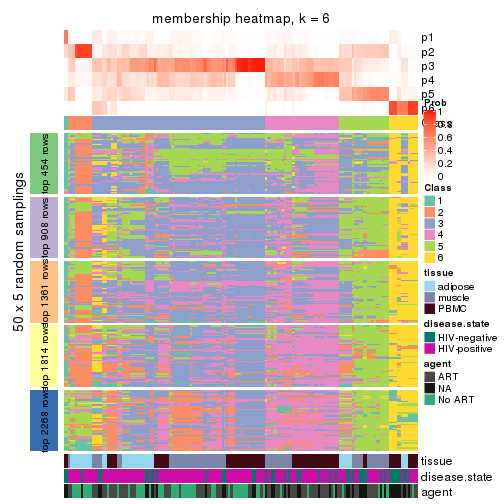 membership heatmap, k = 6
p1
p2
p3
p4
p5
Prob
1
0.8
0.6
0.4
0.2
0
Class
1
2
3
4
5
6
tissue
adipose
muscle
PBMC
disease.state
HIV-negative
HIV-positive
agent
ART
NA
No ART
50 x 5 random samplings
top 454 rows
top 908 rows
top 1361 rows
top 1814 rows
top 2268 rows
tissue
disease.state
agent